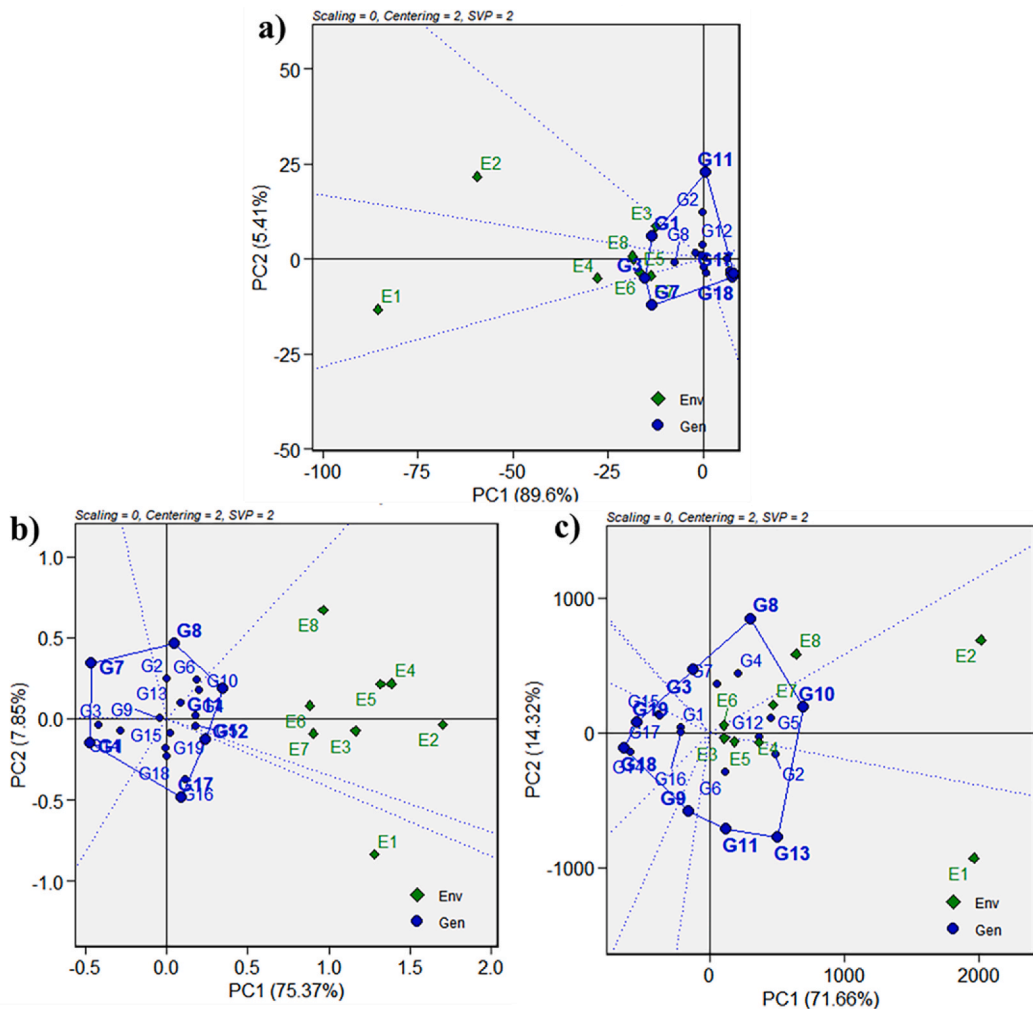 Scaling = 0, Centering = 2, SVP = 2
a)
50
25
0
-25
-50
PC2 (5.41%)
G11
E2
G2
E3
G1
G12
E8
G8
E4
G3
E5
E6
G7
G18
E1
Env
Gen
-100
-75
-50
-25
0
PC1 (89.6%)
Scaling = 0, Centering = 2, SVP = 2
b)
1.0
0.5
0.0
-0.5
-1.0
PC2 (7.85%)
G8
E8
G7
G2
G6
E4
G10
E5
G13
G3
G9
E6
G15
G12
E7
E3
E2
G19
G18
G17
G16
E1
Env
Gen
-0.5
0.0
0.5
1.0
1.5
2.0
PC1 (75.37%)
Scaling = 0, Centering = 2, SVP = 2
c)
1000
0
-1000
PC2 (14.32%)
G8
E8
G4
E2
G7
G3
E7
G10
G15
E6
G19
G1
G12
G5
G17
E3
E5
E4
G18
G16
G2
G6
G9
G11
G13
E1
Env
Gen
0
1000
2000
PC1 (71.66%)